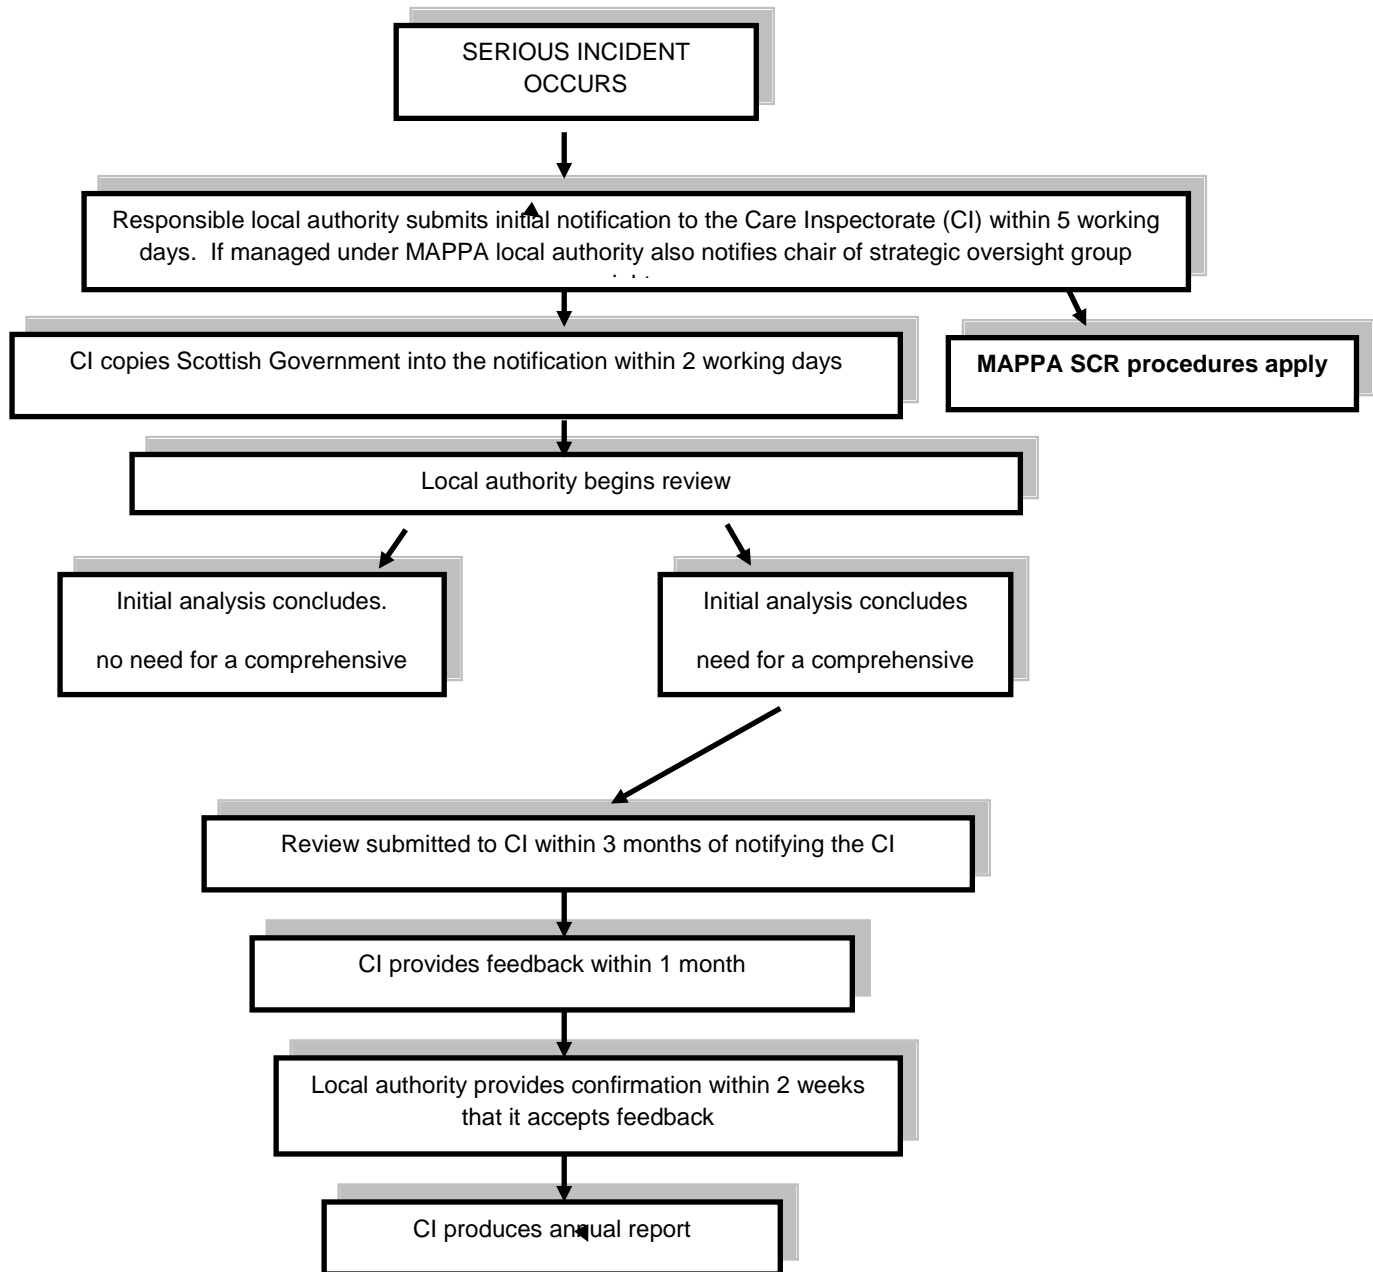 SERIOUS INCIDENT
OCCURS
Responsible local authority submits initial notification to the Care Inspectorate (CI) within 5 working
days.  If managed under MAPPA local authority also notifies chair of strategic oversight group
CI copies Scottish Government into the notification within 2 working days
MAPPA SCR procedures apply
Local authority begins review
Initial analysis concludes.
no need for a comprehensive
Initial analysis concludes
need for a comprehensive
Review submitted to CI within 3 months of notifying the CI
CI provides feedback within 1 month
Local authority provides confirmation within 2 weeks
that it accepts feedback
CI produces annual report